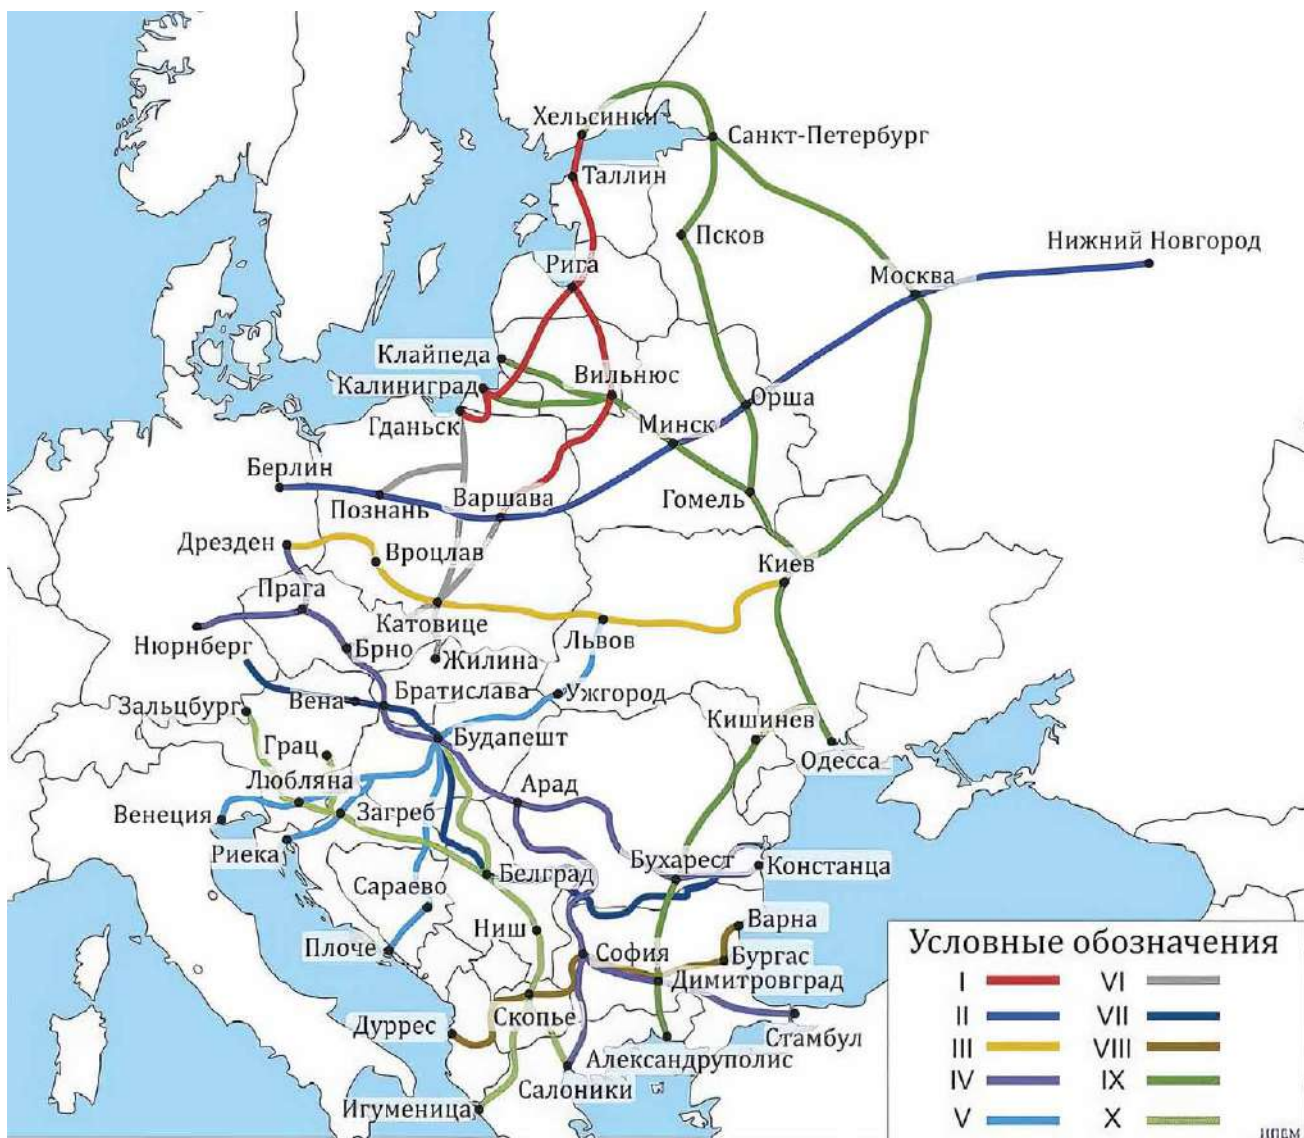 Хельсинки
Санкт-Петербург
Таллин
Псков
Нижний Новгород
Рига
Москва
Клайпеда
Вильнюс
Калиниград
Орша
Гданьск
Минск
Берлин
Познань
Варшава
Гомель
Дрезден
Вроцлав
Киев
Прага
Катовице
Львов
Нюрнберг
Брно
Жилина
Братислава
Ужгород
Зальцбург
Вена
Кишинев
Грац
Будапешт
Одесса
Любляна
Арад
Венеция
Загреб
Риека
Бухарест
Констанца
Сараево
Белград
Варна
Плоче
Ниш
София
Бургас
Димитровград
Скопье
Дуррес
Стамбул
Александруполис
Салоники
Игуменица
Условные обозначения
I
VI
II
VII
III
VIII
IV
IX
V
X